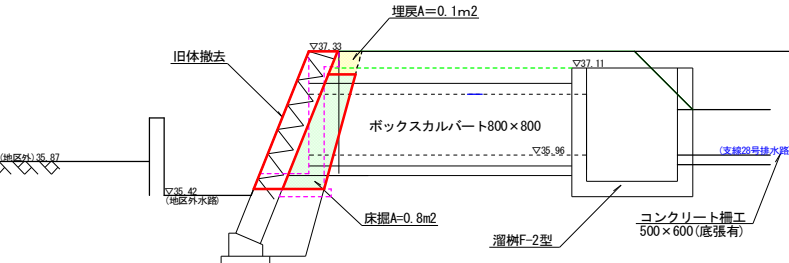 埋戻A=0.1m2
▽37.33
旧体撤去
▽37.11
ボックスカルバート800×800
▽35.96
(地区外)35.87
(支線28号排水路
▽35.42
(地区外水路)
床掘A=0.8m2
溜桝F-2型
コンクリート柵工
500×600(底張有)